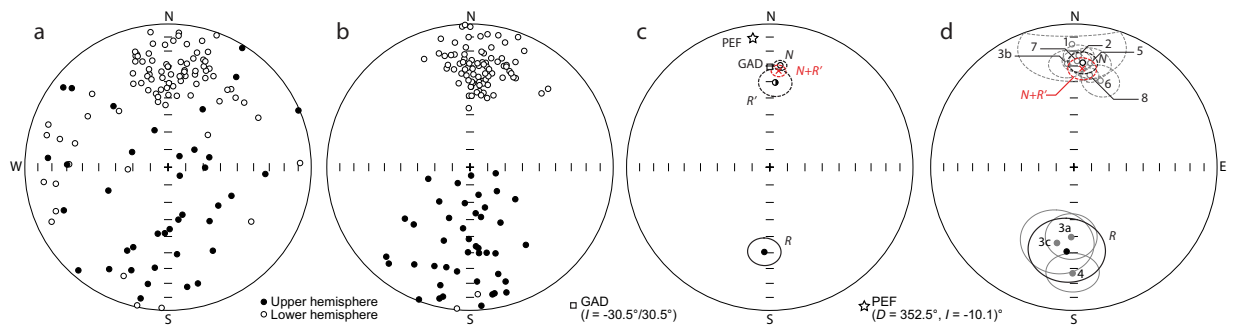 a
N
W
S
b
N
S
c
N
PEF
GAD
N
N+R'
R'
R
S
d
N
1
2
7
5
3b
N
6
N+R'
8
E
3a
3c
R
4
S
Upper hemisphere
Lower hemisphere
GAD
(I = -30.5°/30.5°)
PEF
(D = 352.5°, I = -10.1)°